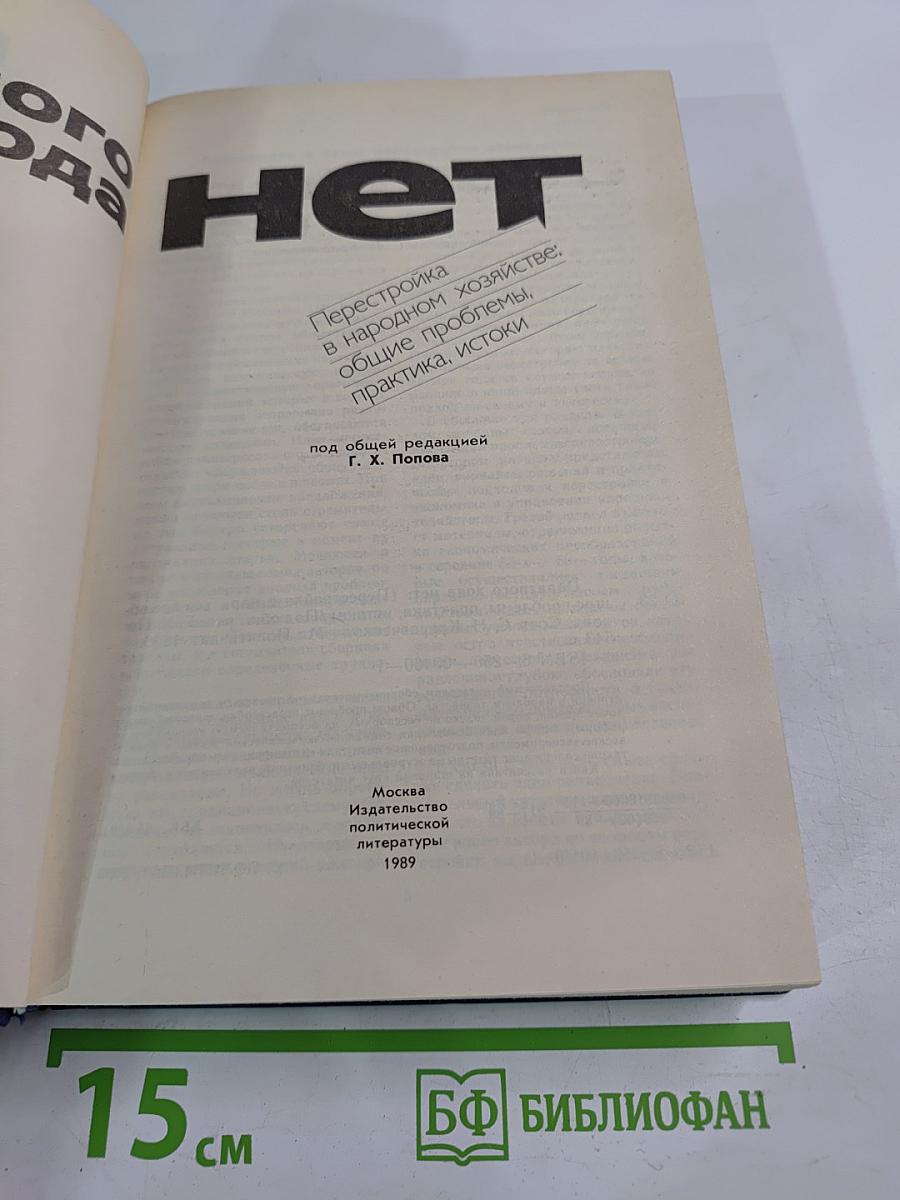 ного
ода
нет
Перестройка
в народном хозяйстве:
общие проблемы,
практика, истоки
под общей редакцией
Г. Х. Попова
Москва
Издательство
политической
литературы
1989
15 см
БФ БИБЛИОФАН